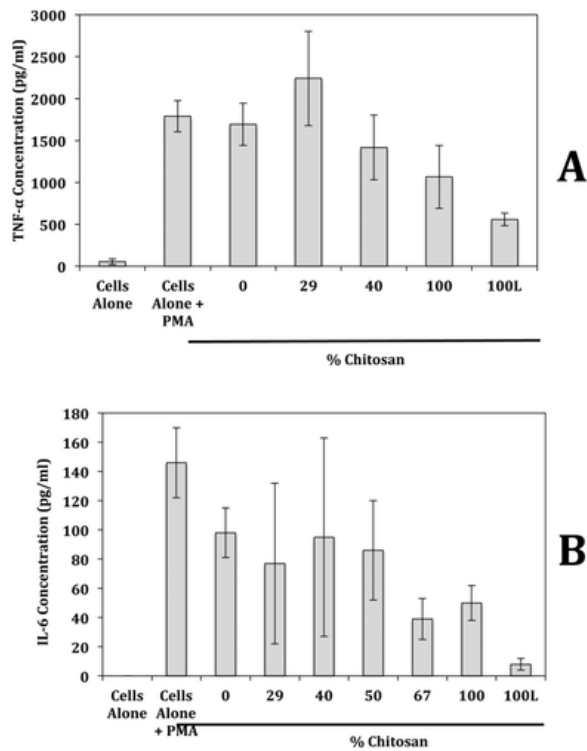 TNF-α Concentration (pg/ml)
3000
2500
2000
1500
1000
500
0
Cells Alone
Cells Alone + PMA
0
29
40
100
100L
% Chitosan
A
IL-6 Concentration (pg/ml)
180
160
140
120
100
80
60
40
20
0
Cells Alone
Cells Alone + PMA
0
29
40
50
67
100
100L
% Chitosan
B